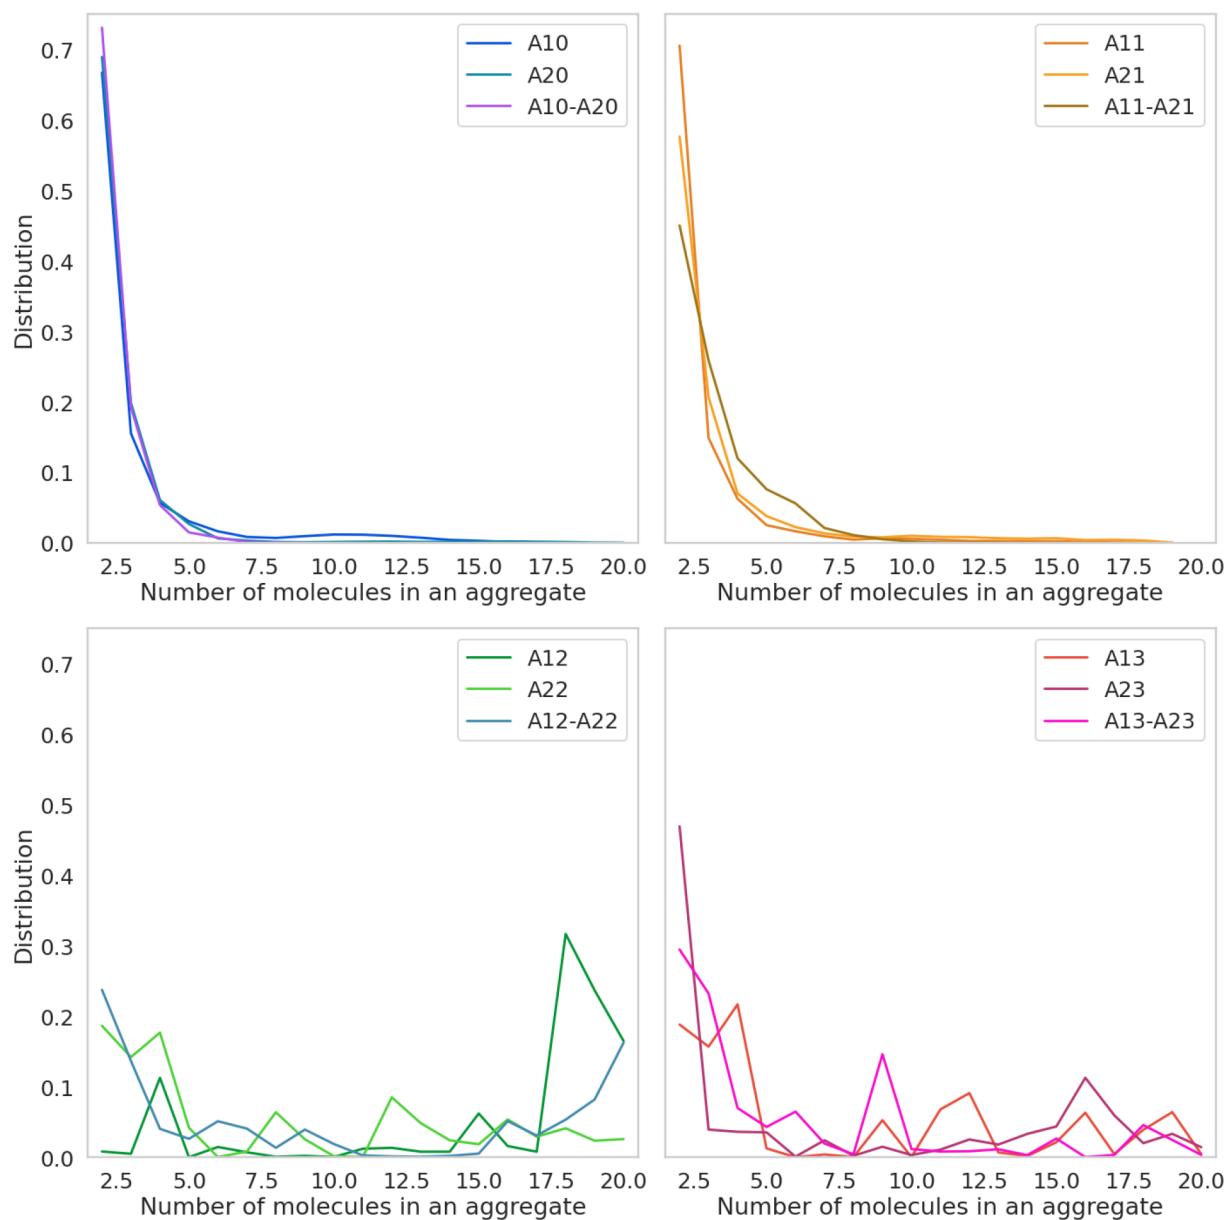 A10
A20
A10-A20
0.7
0.6
0.5
0.4
0.3
0.2
0.1
0.0
Distribution
2.5 5.0 7.5 10.0 12.5 15.0 17.5 20.0
Number of molecules in an aggregate
A11
A21
A11-A21
2.5 5.0 7.5 10.0 12.5 15.0 17.5 20.0
Number of molecules in an aggregate
A12
A22
A12-A22
0.7
0.6
0.5
0.4
0.3
0.2
0.1
0.0
Distribution
2.5 5.0 7.5 10.0 12.5 15.0 17.5 20.0
Number of molecules in an aggregate
A13
A23
A13-A23
2.5 5.0 7.5 10.0 12.5 15.0 17.5 20.0
Number of molecules in an aggregate